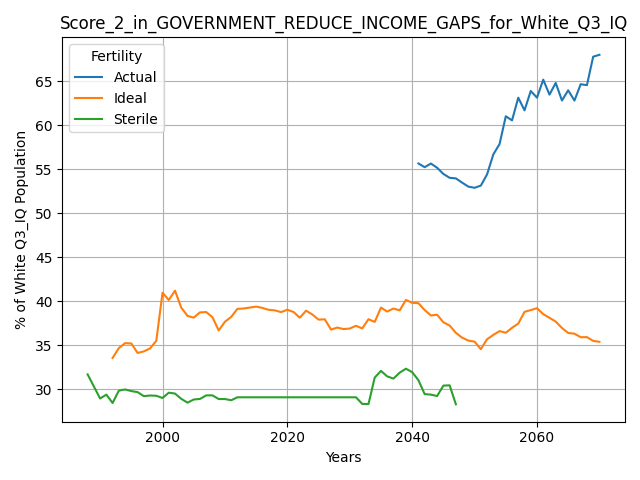 Score_2_in_GOVERNMENT_REDUCE_INCOME_GAPS_for_White_Q3_IQ
Fertility
Actual
Ideal
Sterile
% of White Q3_IQ Population
65
60
55
50
45
40
35
30
2000
2020
2040
2060
Years